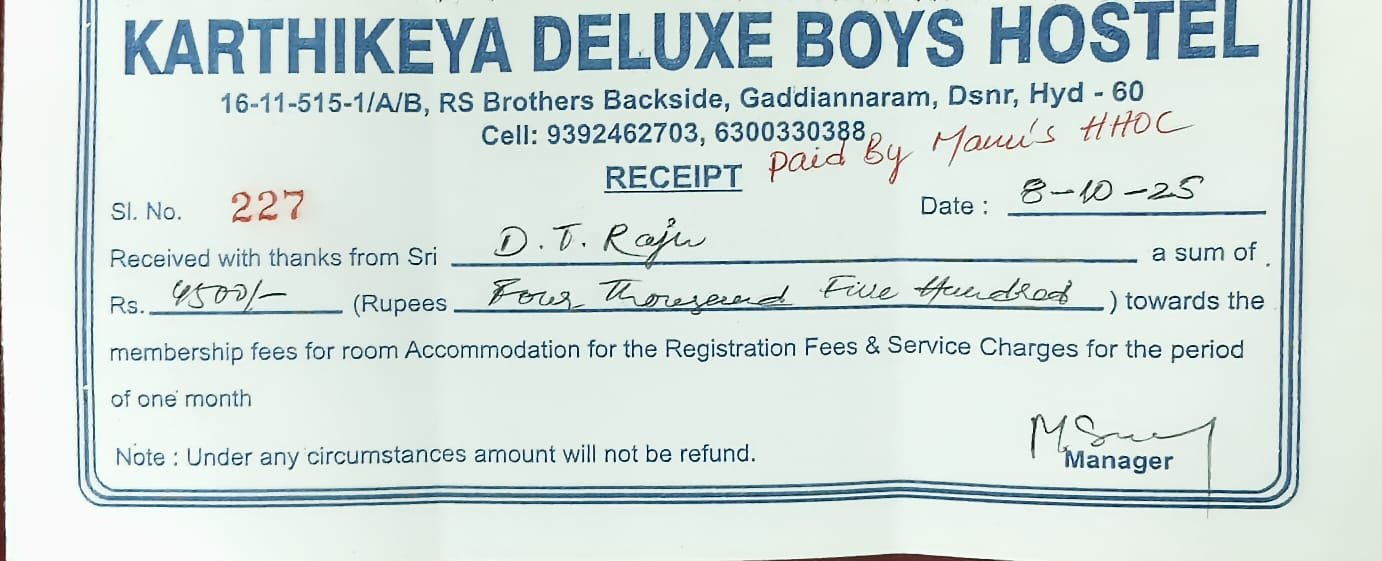 KARTHIKEYA DELUXE BOYS HOSTEL
16-11-515-1/A/B, RS Brothers Backside, Gaddiannaram, Dsnr, Hyd - 60
Cell: 9392462703, 6300330388
Paid By HHOC
RECEIPT
Sl. No. 227 Date : 8-10-25
Received with thanks from Sri D.T. Raju a sum of
Rs. 4500/- (Rupees Four Thousand Five Hundred ) towards the
membership fees for room Accommodation for the Registration Fees & Service Charges for the period
of one month
Note : Under any circumstances amount will not be refund.
Manager